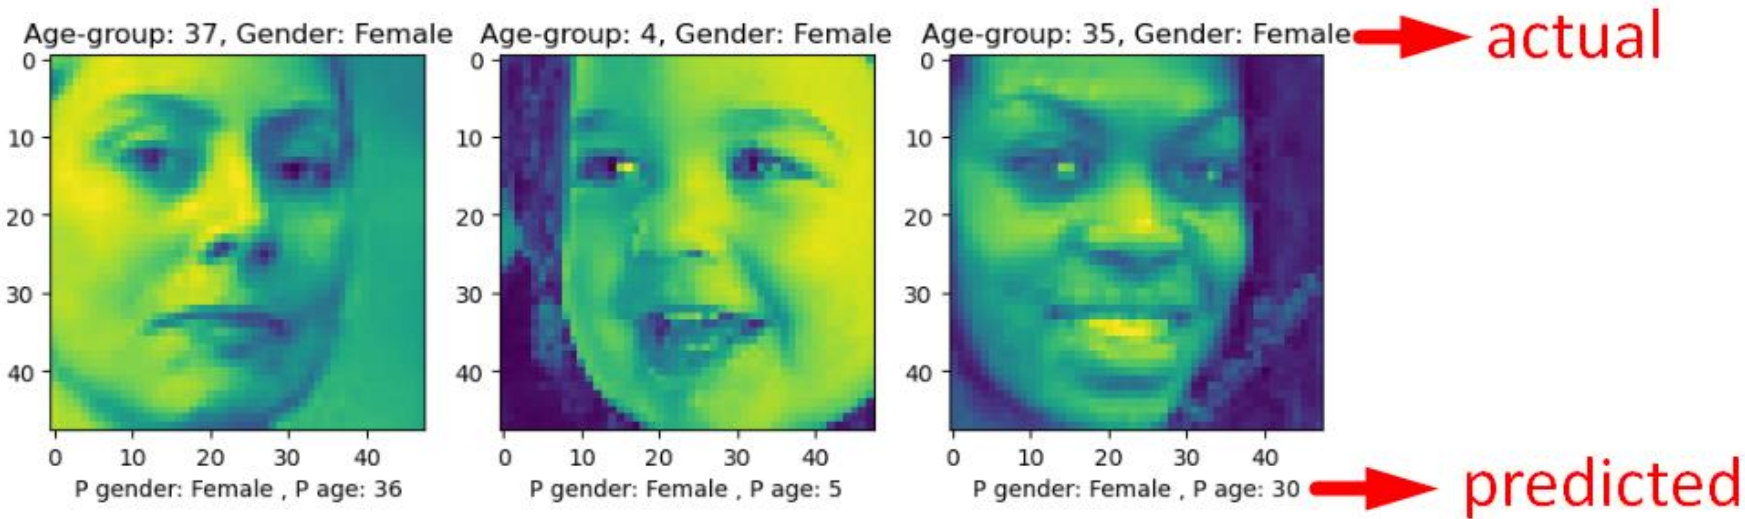 Age-group: 37, Gender: Female
Age-group: 4, Gender: Female
Age-group: 35, Gender: Female
actual
0
10
20
30
40
0
10
20
30
40
0
10
20
30
40
0 10 20 30 40
0 10 20 30 40
0 10 20 30 40
P gender: Female , P age: 36
P gender: Female , P age: 5
P gender: Female , P age: 30
predicted